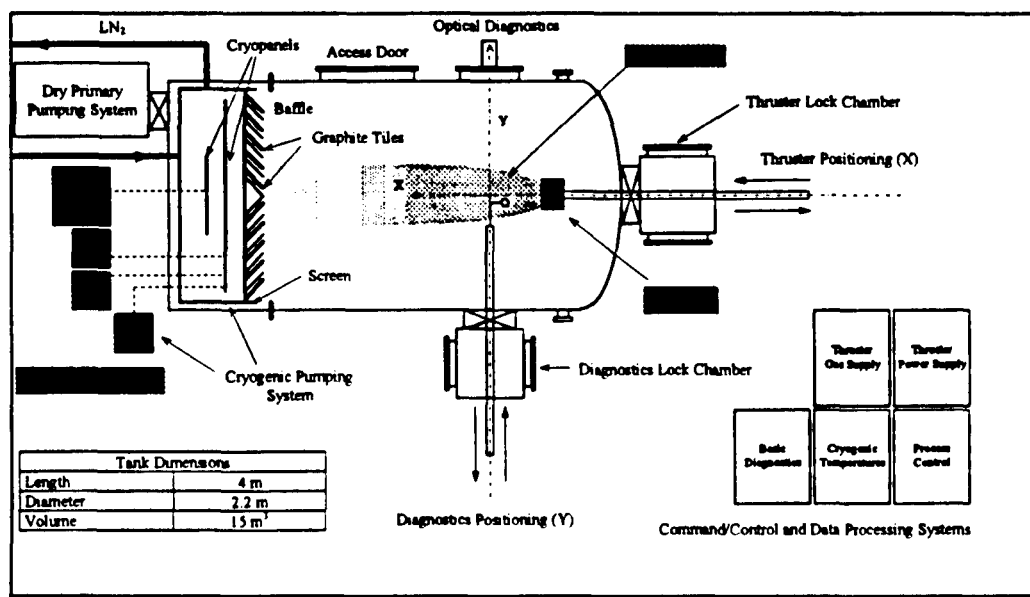 LN2
Cryopanels
Optical Diagnostics
A
Access Door
Dry Primary
Pumping System
Baffle
Y
Thruster Lock Chamber
Graphite Tiles
Thruster Positioning (X)
X
Screen
Cryogenic Pumping
System
Diagnostics Lock Chamber
Thruster
Gas Supply
Thruster
Power Supply
Basic
Diagnostics
Cryogenic
Temperatures
Process
Control
Tank Dimensions
Length 4 m
Diameter 2.2 m
Volume 15 m3
Diagnostics Positioning (Y)
Command/Control and Data Processing Systems